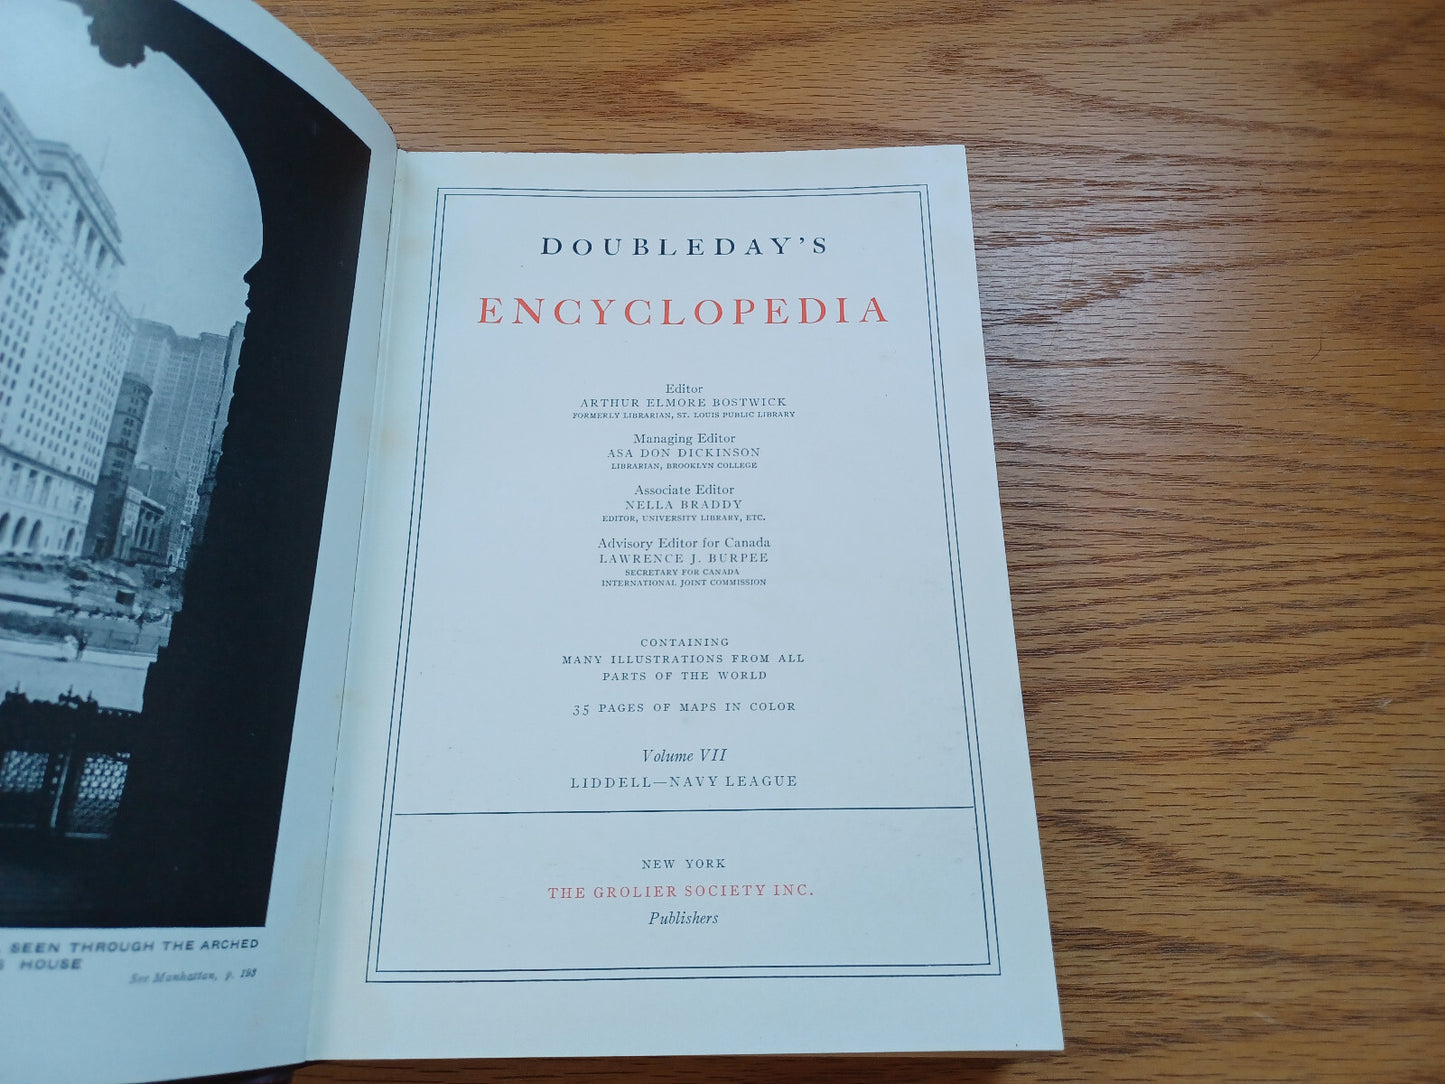 SEEN THROUGH THE ARCHED
HOUSE
See Manhattan, p. 193
DOUBLEDAY'S
ENCYCLOPEDIA
Editor
ARTHUR ELMORE BOSTWICK
FORMERLY LIBRARIAN, ST. LOUIS PUBLIC LIBRARY
Managing Editor
ASA DON DICKINSON
LIBRARIAN, BROOKLYN COLLEGE
Associate Editor
NELLA BRADDY
EDITOR, UNIVERSITY LIBRARY, ETC.
Advisory Editor for Canada
LAWRENCE J. BURPEE
SECRETARY FOR CANADA
INTERNATIONAL JOINT COMMISSION
CONTAINING
MANY ILLUSTRATIONS FROM ALL
PARTS OF THE WORLD
35 PAGES OF MAPS IN COLOR
Volume VII
LIDDELL—NAVY LEAGUE
NEW YORK
THE GROLIER SOCIETY INC.
Publishers